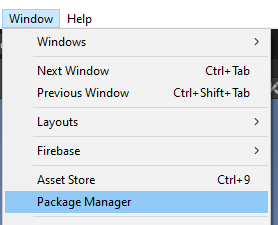 Window Help
Windows
Next Window Ctrl+Tab
Previous Window Ctrl+Shift+Tab
Layouts
Firebase
Asset Store Ctrl+9
Package Manager